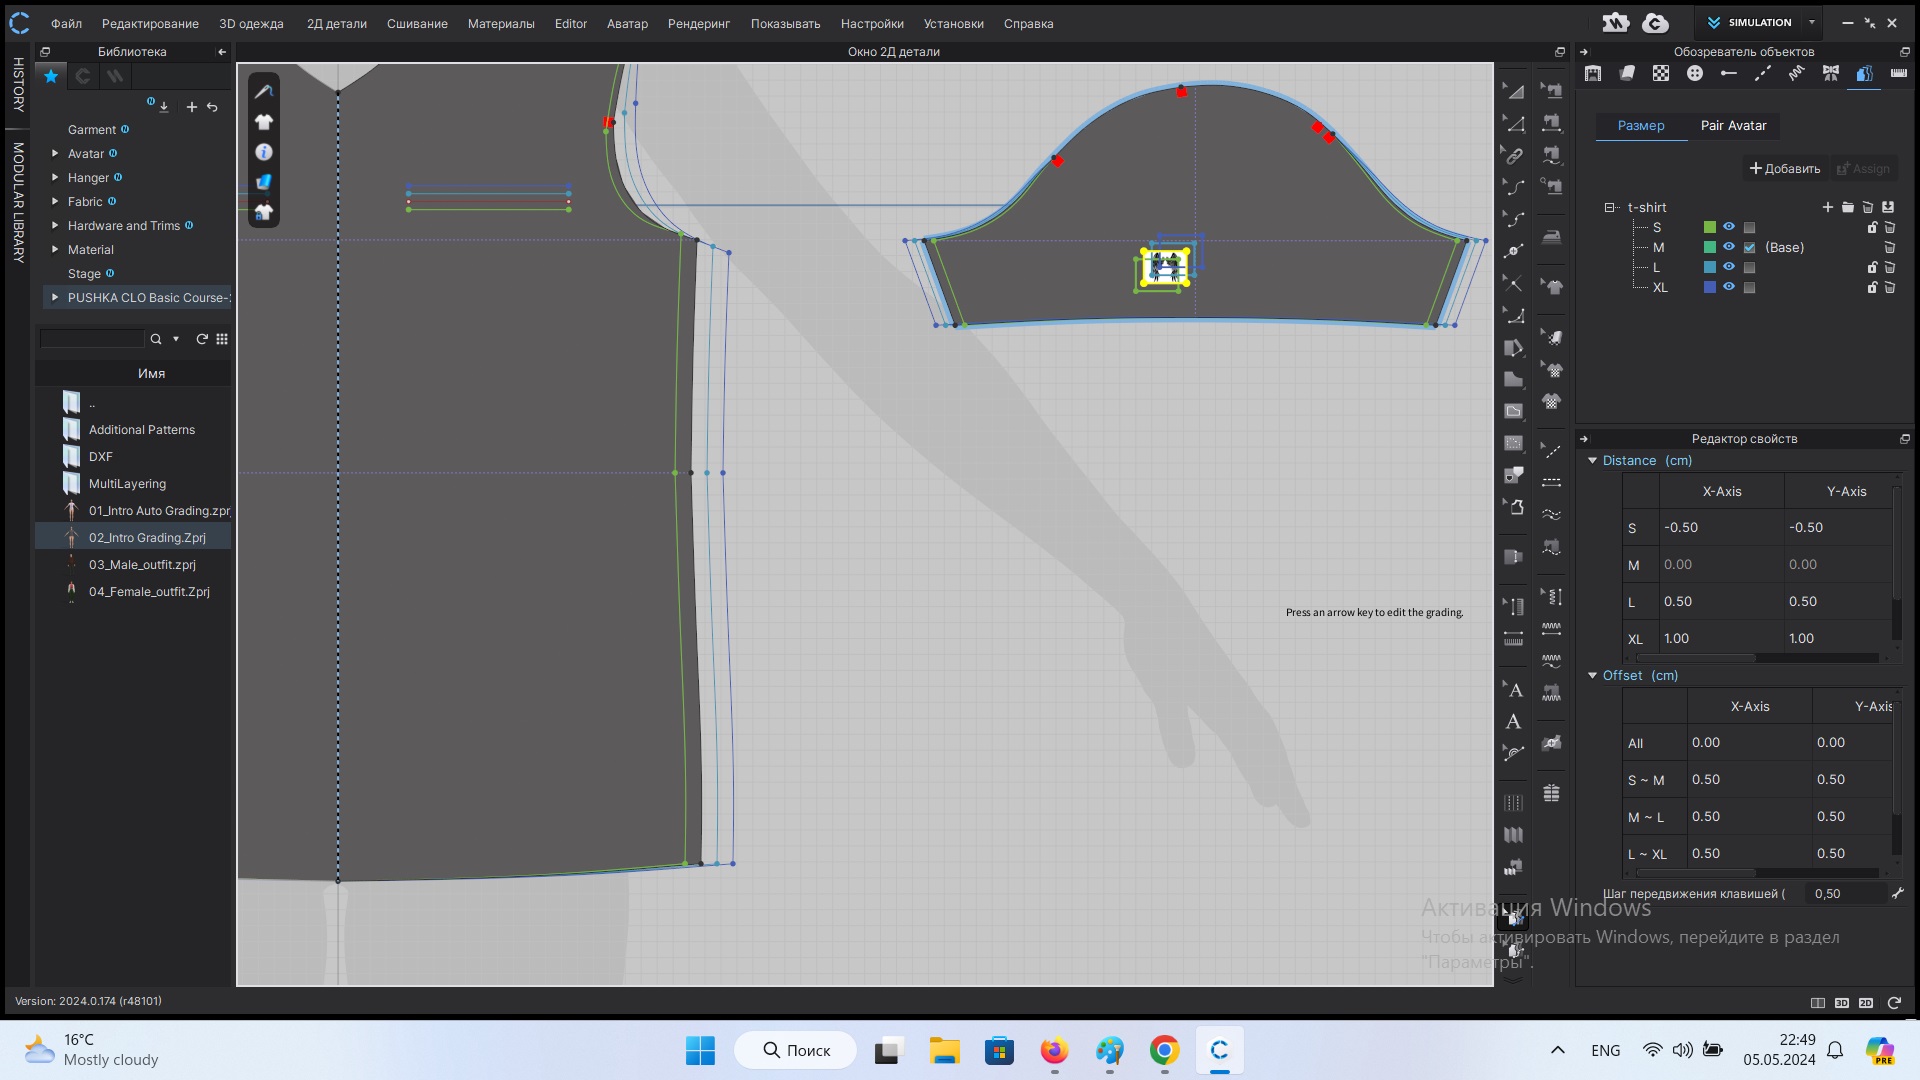 Файл Редактирование 3D одежда 2Д детали Сшивание Материалы Editor Аватар Рендеринг Показывать Настройки Установки Справка
SIMULATION
HISTORY
MODULAR LIBRARY
Библиотека
Garment
Avatar
Hanger
Fabric
Hardware and Trims
Material
Stage
PUSHKA CLO Basic Course-
Имя
..
Additional Patterns
DXF
MultiLayering
01_Intro Auto Grading.zpr
02_Intro Grading.Zprj
03_Male_outfit.zprj
04_Female_outfit.Zprj
Окно 2Д детали
Press an arrow key to edit the grading.
Обозреватель объектов
Размер Pair Avatar
Добавить Assign
t-shirt
S
M (Base)
L
XL
Редактор свойств
Distance (cm)
X-Axis Y-Axis
S -0.50 -0.50
M 0.00 0.00
L 0.50 0.50
XL 1.00 1.00
Offset (cm)
X-Axis Y-Axis
All 0.00 0.00
S ~ M 0.50 0.50
M ~ L 0.50 0.50
L ~ XL 0.50 0.50
Шаг передвижения клавишей ( 0,50
Активация Windows
Чтобы активировать Windows, перейдите в раздел
"Параметры".
Version: 2024.0.174 (r48101)
3D 2D
16°C
Mostly cloudy
Поиск
ENG
22:49
05.05.2024
PRE